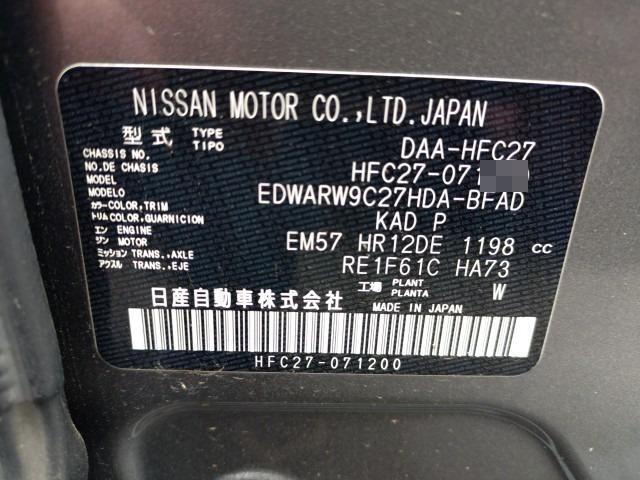 NISSAN MOTOR CO.,LTD.JAPAN
型式 TYPE TIPO DAA-HFC27
CHASSIS NO.
NO.DE CHASIS HFC27-071
MODEL
MODELO EDWARW9C27HDA-BFAD
カラー COLOR,TRIM
トリム COLOR,GUARNICION KAD P
エンジン ENGINE MOTOR EM57 HR12DE 1198 cc
ミッション TRANS.,AXLE
アクスル TRANS.,EJE RE1F61C HA73
工場 PLANT PLANTA W
日産自動車株式会社 MADE IN JAPAN
HFC27-071200